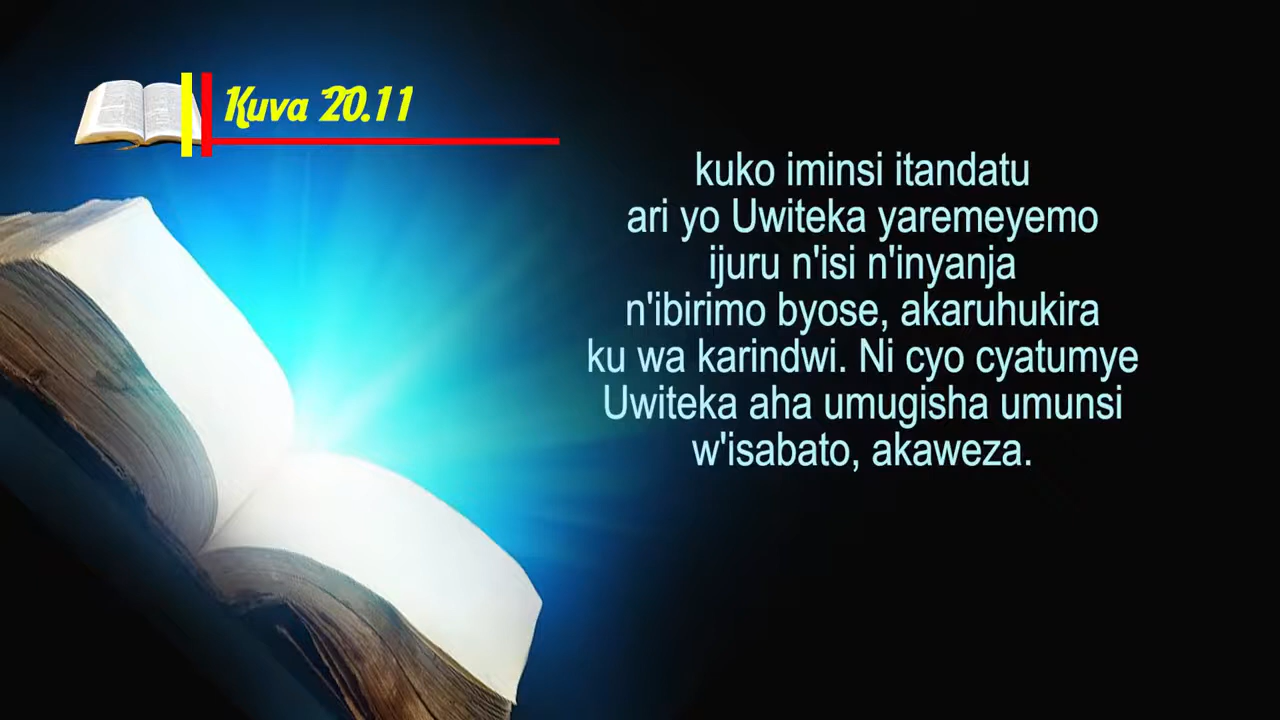 Kuva 20.11
kuko iminsi itandatu
ari yo Uwiteka yaremeyemo
ijuru n'isi n'inyanja
n'ibirimo byose, akaruhukira
ku wa karindwi. Ni cyo cyatumye
Uwiteka aha umugisha umunsi
w'isabato, akaweza.